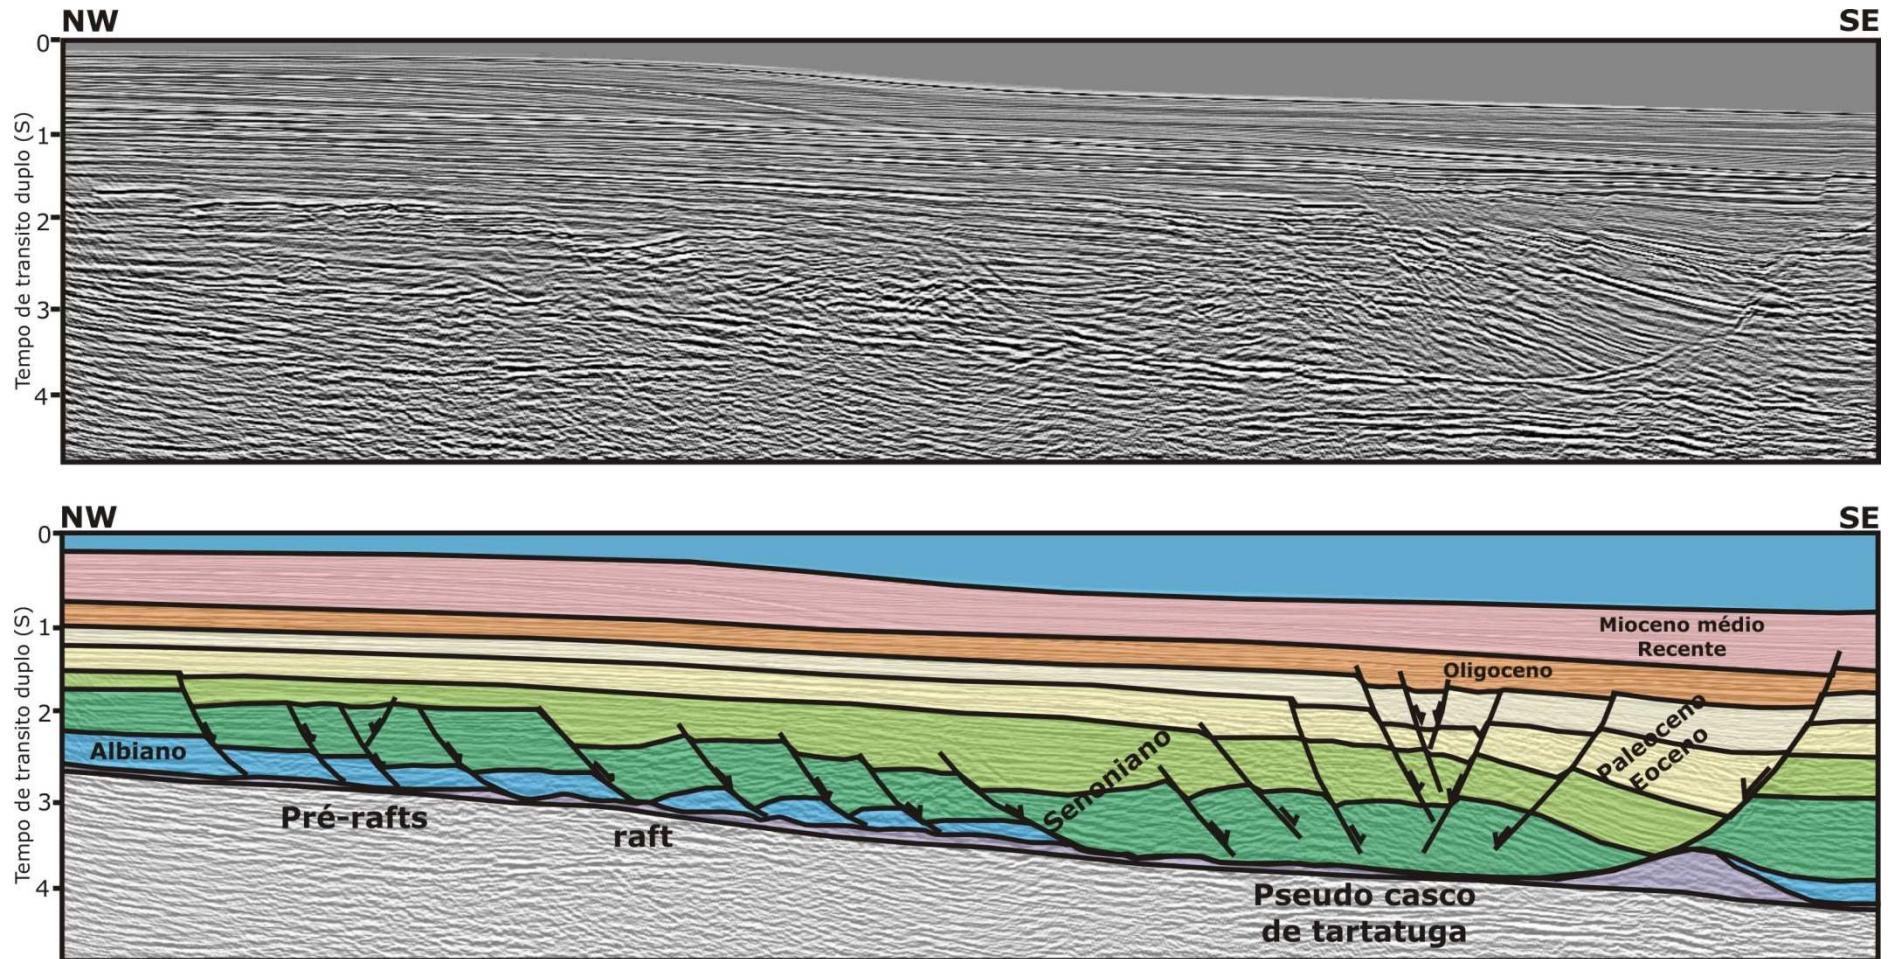 NW
SE
0
1
2
3
4
Tempo de transito duplo (S)
NW
SE
0
1
2
3
4
Tempo de transito duplo (S)
Mioceno médio
Recente
Oligoceno
Paleoceno
Eoceno
Senoniano
Albiano
Pré-rafts
raft
Pseudo casco
de tartatuga